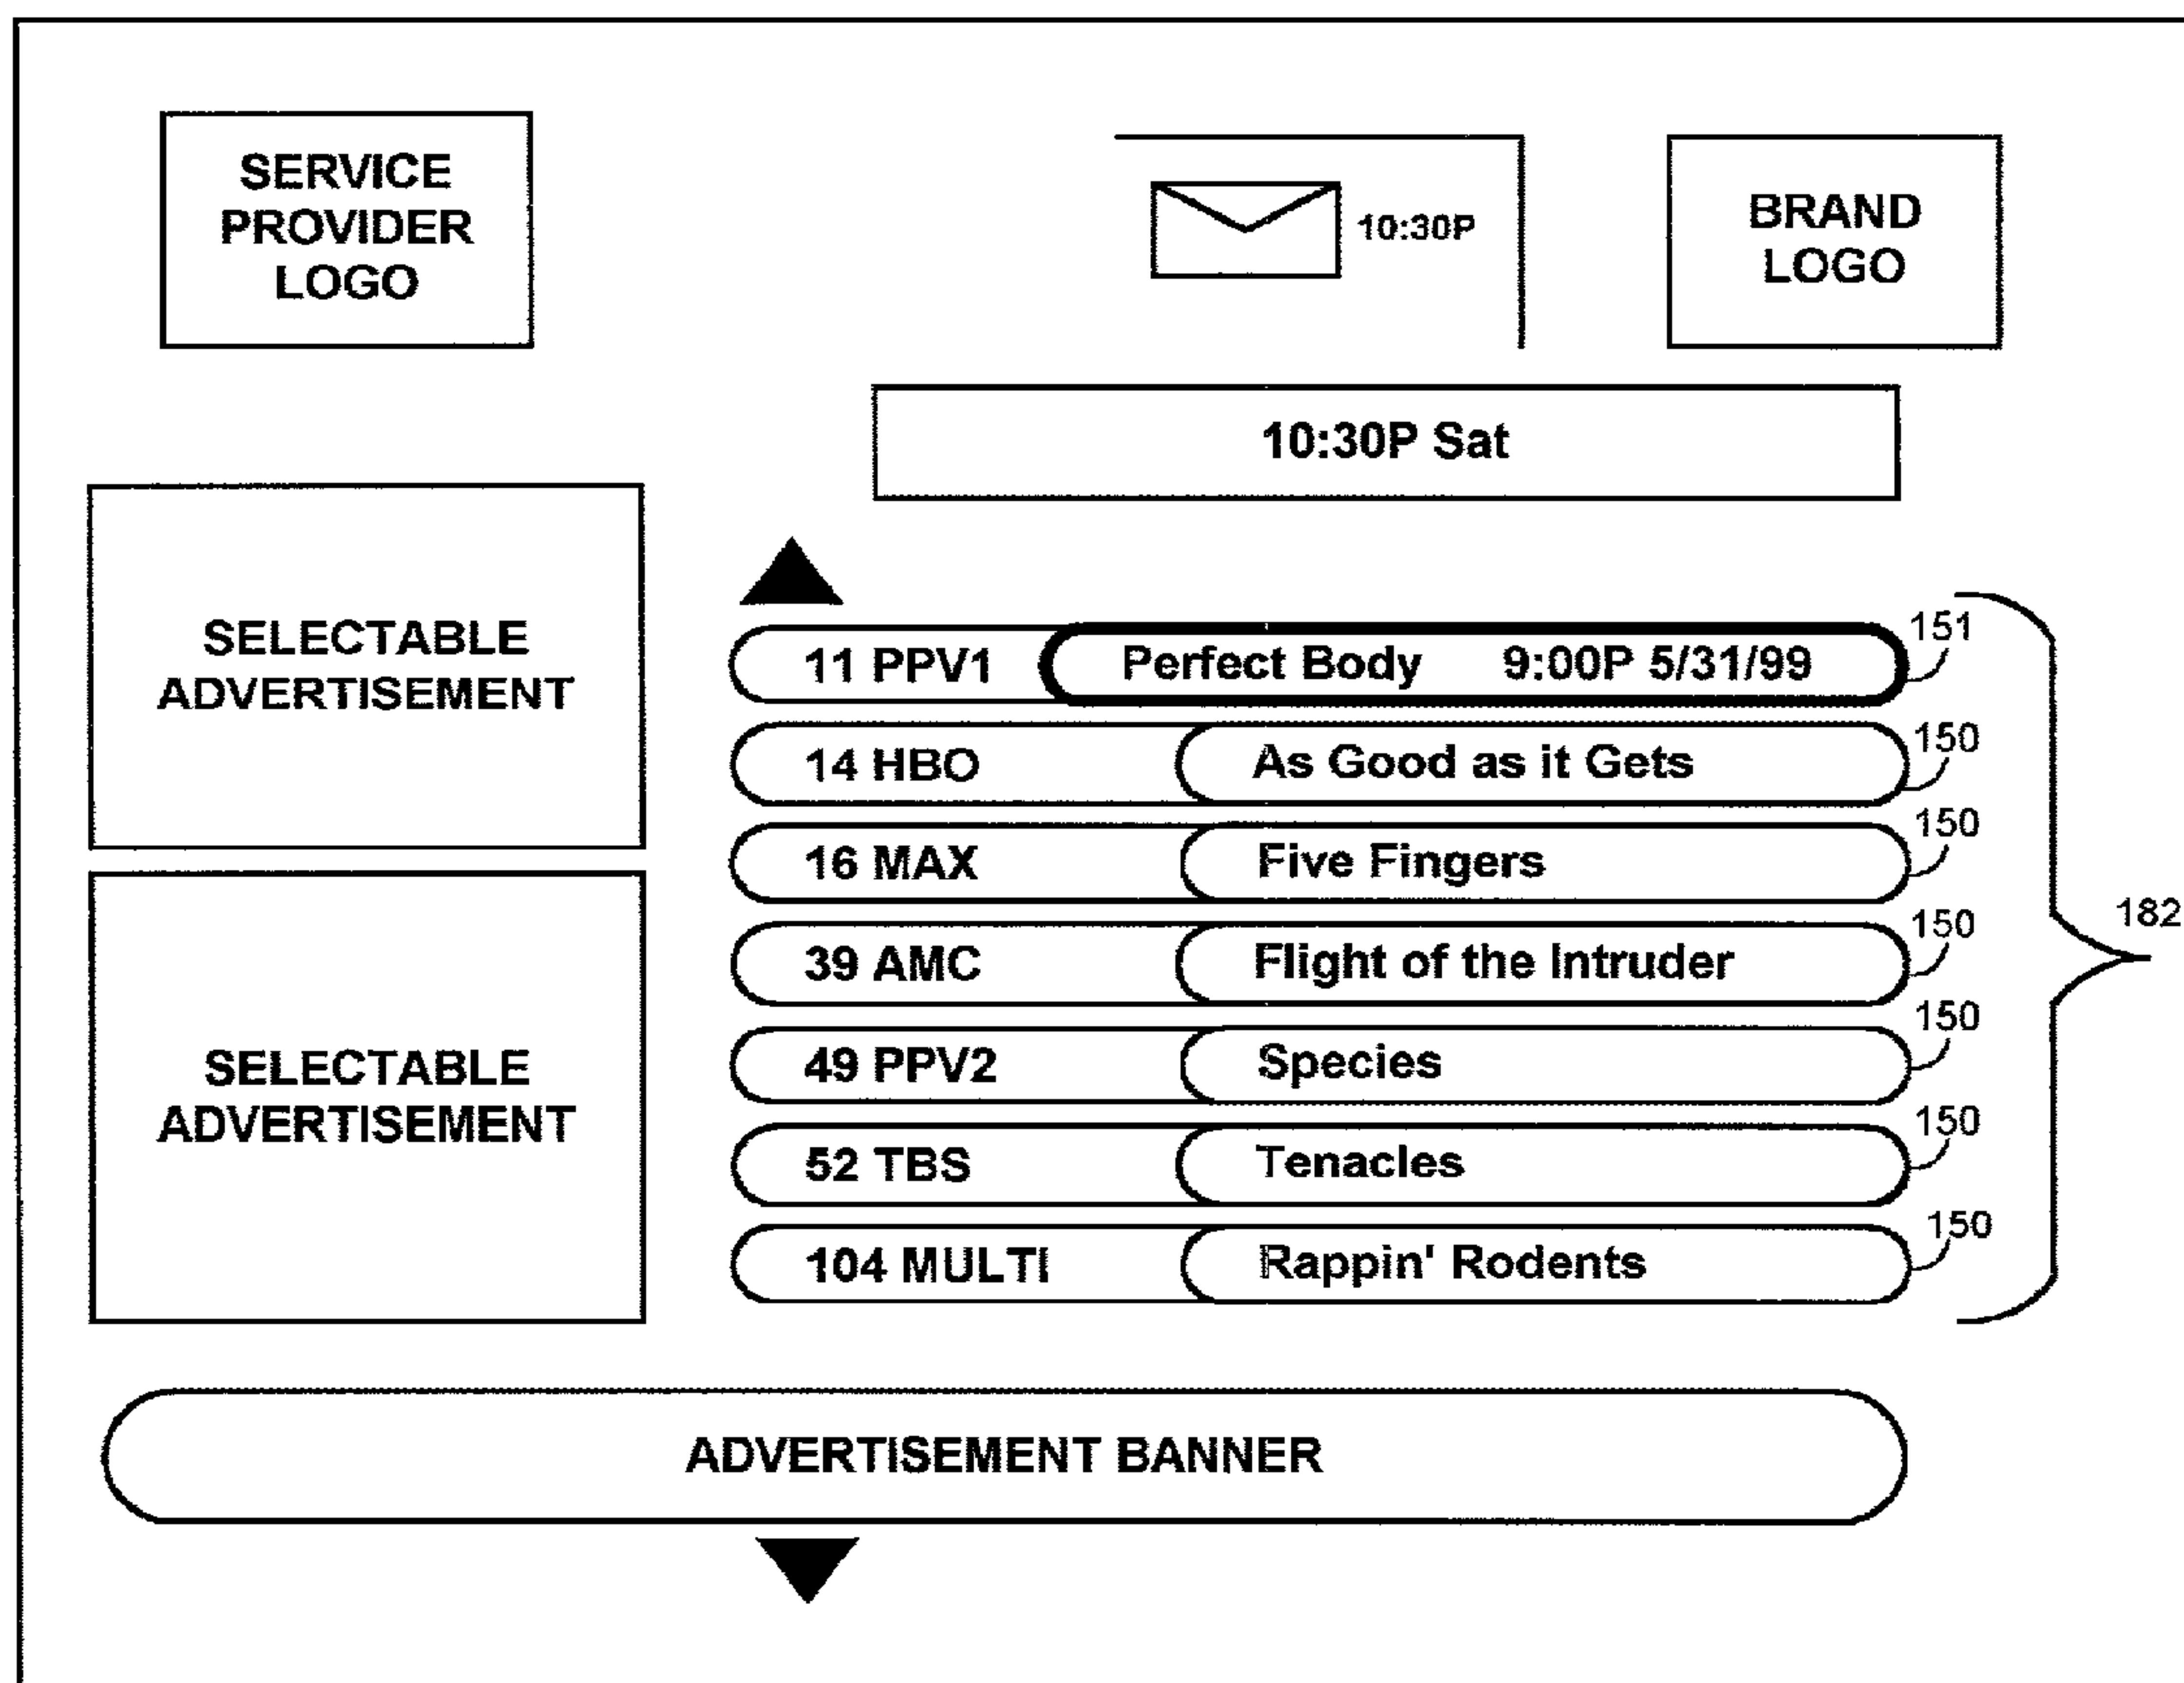 SERVICE
PROVIDER
LOGO
10:30P
BRAND
LOGO
10:30P Sat
SELECTABLE
ADVERTISEMENT
SELECTABLE
ADVERTISEMENT
11 PPV1 Perfect Body 9:00P 5/31/99 151
14 HBO As Good as it Gets 150
16 MAX Five Fingers 150
39 AMC Flight of the Intruder 150
49 PPV2 Species 150
52 TBS Tenacles 150
104 MULTI Rappin' Rodents 150
182
ADVERTISEMENT BANNER